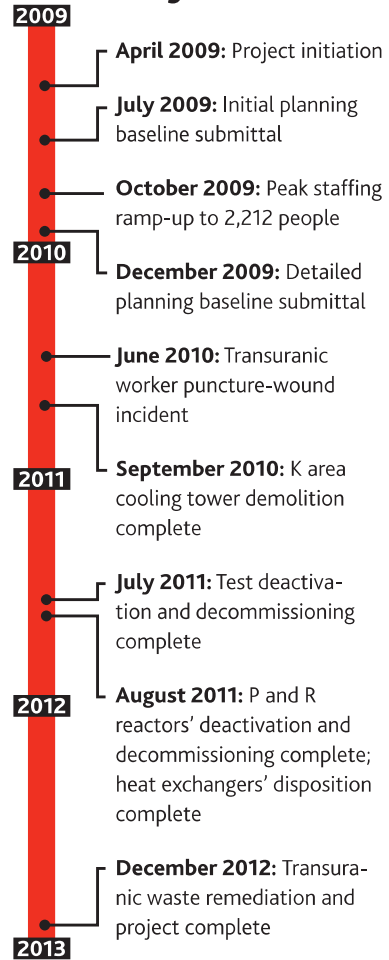 2009
April 2009: Project initiation
July 2009: Initial planning
baseline submittal
October 2009: Peak staffing
ramp-up to 2,212 people
2010
December 2009: Detailed
planning baseline submittal
June 2010: Transuranic
worker puncture-wound
incident
September 2010: K area
cooling tower demolition
complete
2011
July 2011: Test deactiva-
tion and decommissioning
complete
August 2011: P and R
reactors’ deactivation and
decommissioning complete;
heat exchangers’ disposition
complete
2012
December 2012: Transura-
nic waste remediation and
project complete
2013